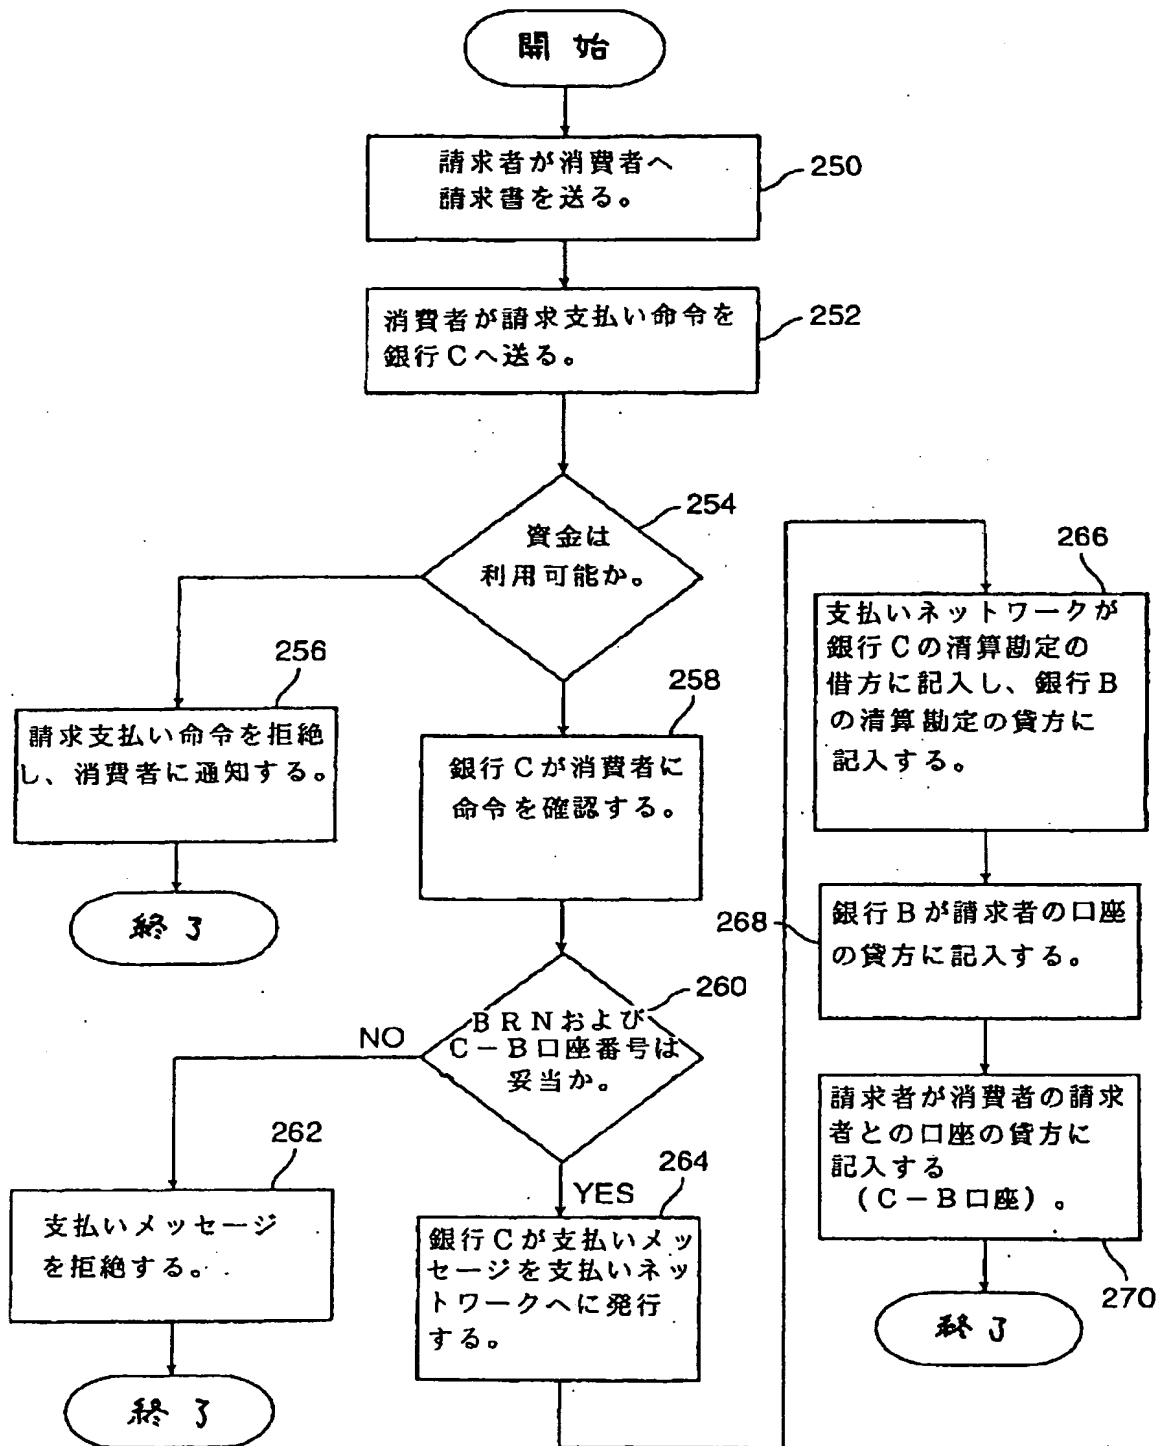 開始
請求者が消費者へ
請求書を送る。
250
消費者が請求支払い命令を
銀行Cへ送る。
252
資金は
利用可能か。
254
請求支払い命令を拒絶
し、消費者に通知する。
256
終了
銀行Cが消費者に
命令を確認する。
258
BRNおよび
C-B口座番号は
妥当か。
260
NO
支払いメッセージ
を拒絶する。
262
終了
YES
銀行Cが支払いメッ
セージを支払いネッ
トワークへに発行
する。
264
支払いネットワークが
銀行Cの清算勘定の
借方に記入し、銀行B
の清算勘定の貸方に
記入する。
266
銀行Bが請求者の口座
の貸方に記入する。
268
請求者が消費者の請求
者との口座の貸方に
記入する
(C-B口座)。
270
終了